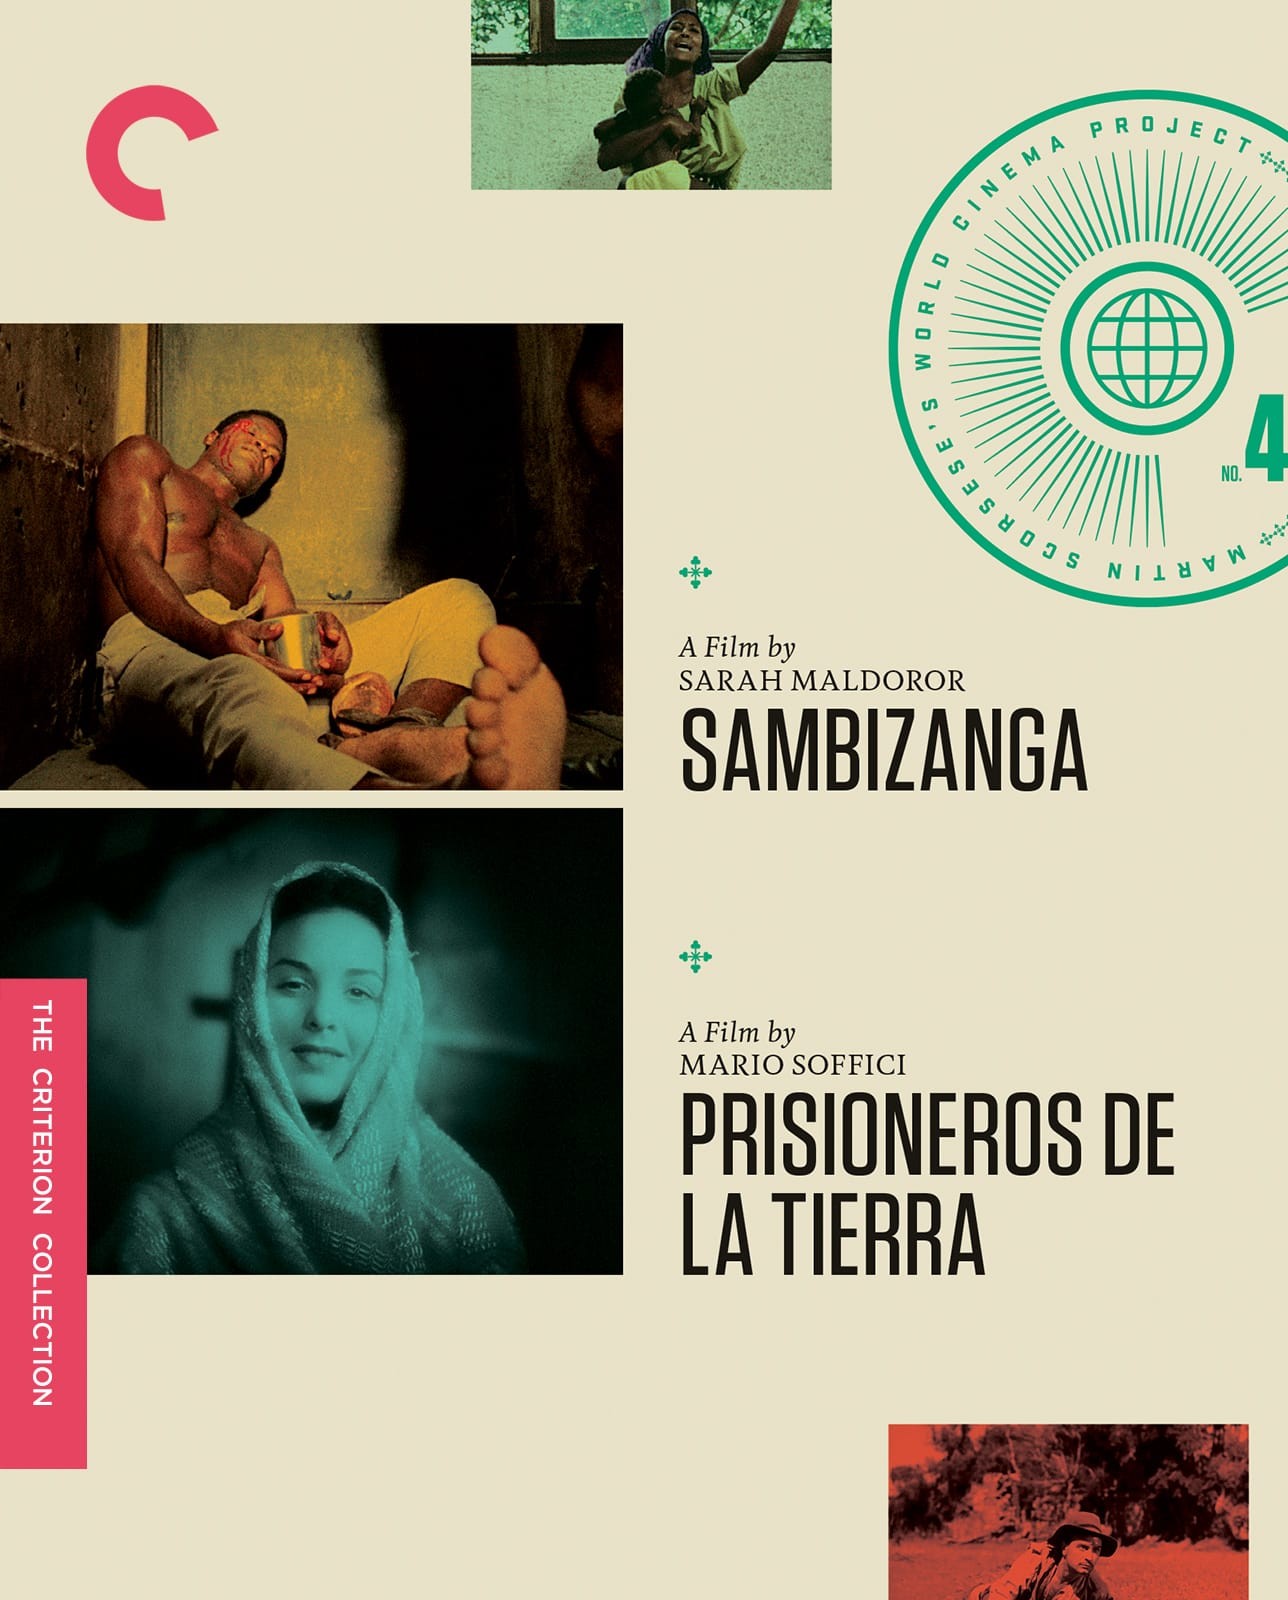 MARTIN SCORSESE'S WORLD CINEMA PROJECT
NO. 4
A Film by
SARAH MALDOROR
SAMBIZANGA
A Film by
MARIO SOFFICI
PRISIONEROS DE
LA TIERRA
THE CRITERION COLLECTION